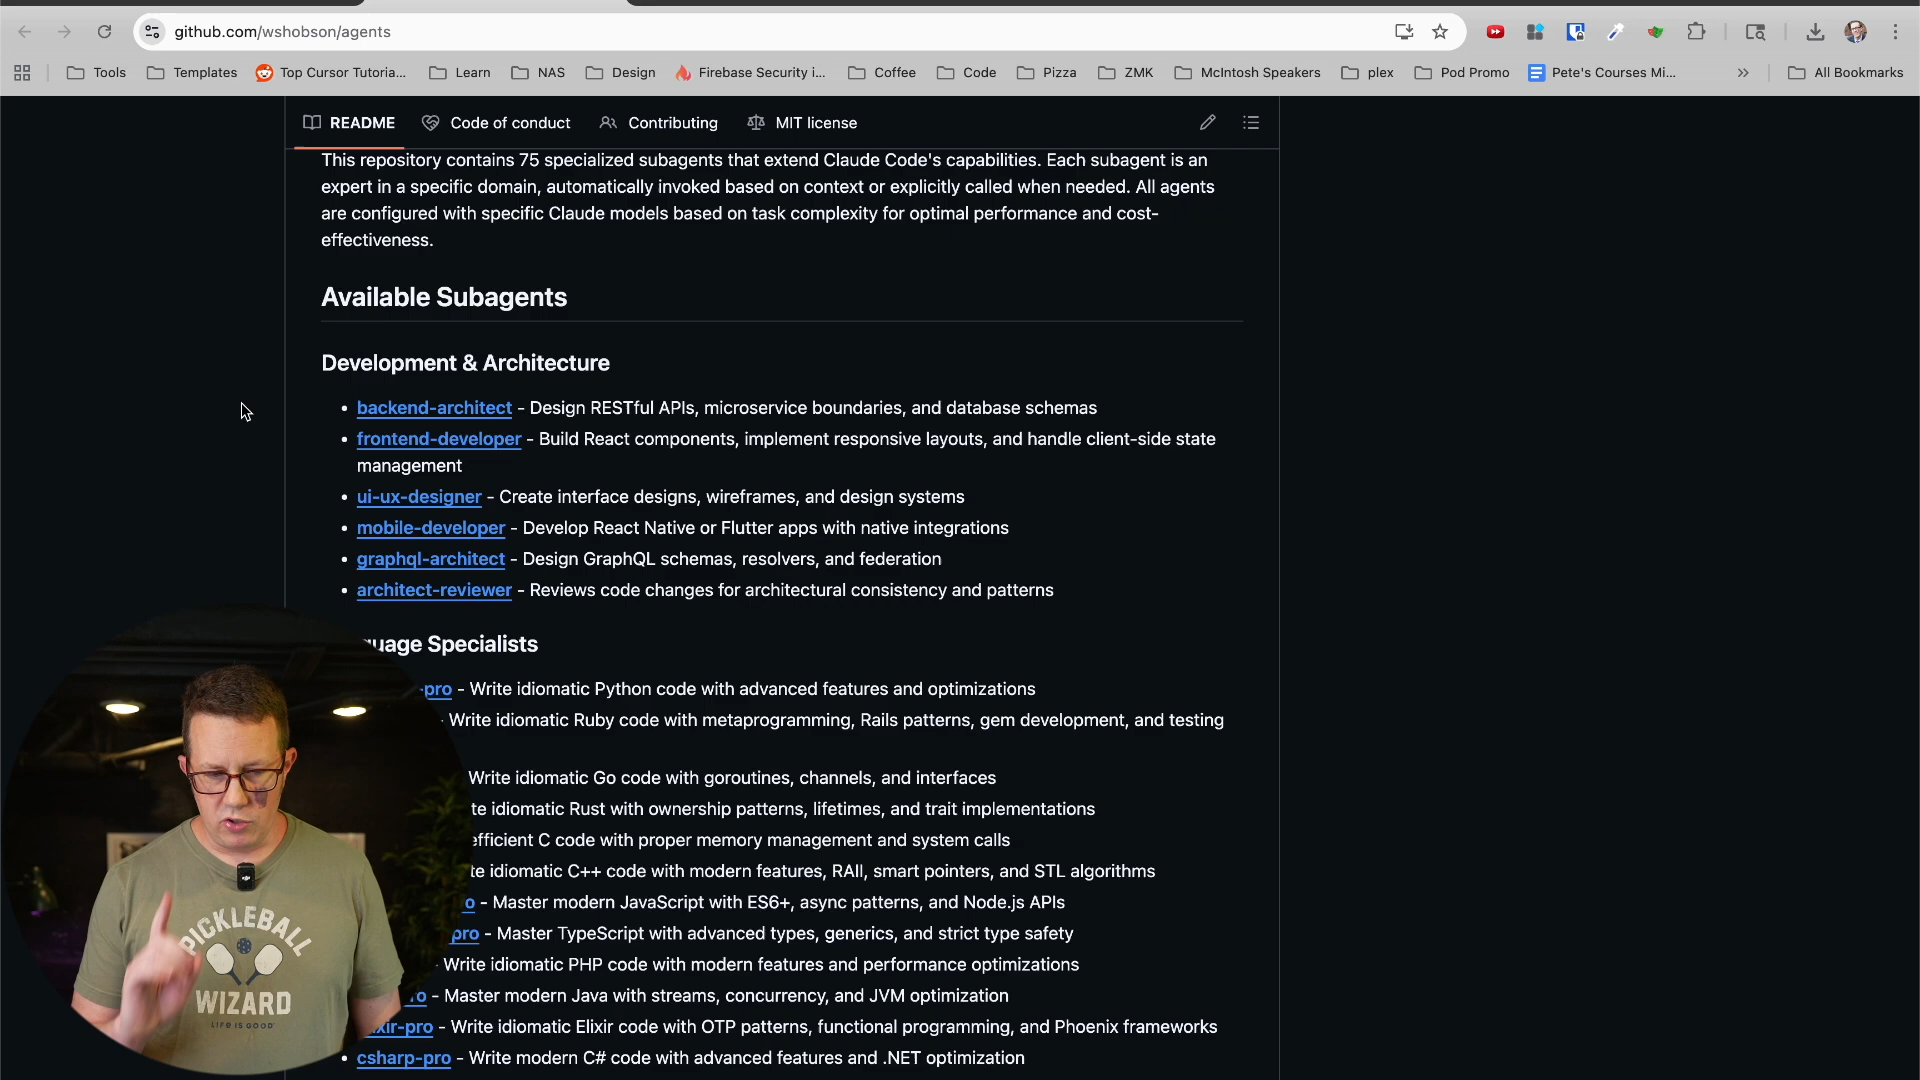 github.com/wshobson/agents
Tools
Templates
Top Cursor Tutoria...
Learn
NAS
Design
Firebase Security i...
Coffee
Code
Pizza
ZMK
McIntosh Speakers
plex
Pod Promo
Pete's Courses Mi...
All Bookmarks
README
Code of conduct
Contributing
MIT license
This repository contains 75 specialized subagents that extend Claude Code's capabilities. Each subagent is an
expert in a specific domain, automatically invoked based on context or explicitly called when needed. All agents
are configured with specific Claude models based on task complexity for optimal performance and cost-
effectiveness.
Available Subagents
Development & Architecture
• backend-architect - Design RESTful APIs, microservice boundaries, and database schemas
• frontend-developer - Build React components, implement responsive layouts, and handle client-side state
management
• ui-ux-designer - Create interface designs, wireframes, and design systems
• mobile-developer - Develop React Native or Flutter apps with native integrations
• graphql-architect - Design GraphQL schemas, resolvers, and federation
• architect-reviewer - Reviews code changes for architectural consistency and patterns
guage Specialists
-pro - Write idiomatic Python code with advanced features and optimizations
- Write idiomatic Ruby code with metaprogramming, Rails patterns, gem development, and testing
Write idiomatic Go code with goroutines, channels, and interfaces
te idiomatic Rust with ownership patterns, lifetimes, and trait implementations
efficient C code with proper memory management and system calls
te idiomatic C++ code with modern features, RAII, smart pointers, and STL algorithms
o - Master modern JavaScript with ES6+, async patterns, and Node.js APIs
pro - Master TypeScript with advanced types, generics, and strict type safety
- Write idiomatic PHP code with modern features and performance optimizations
ro - Master modern Java with streams, concurrency, and JVM optimization
ixir-pro - Write idiomatic Elixir code with OTP patterns, functional programming, and Phoenix frameworks
• csharp-pro - Write modern C# code with advanced features and .NET optimization
PICKLEBALL
WIZARD
LIFE IS GOOD